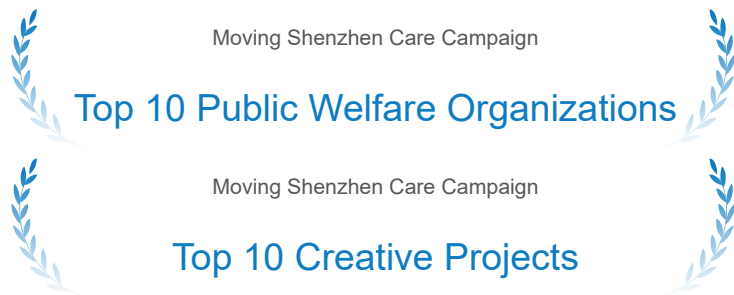 Moving Shenzhen Care Campaign
Top 10 Public Welfare Organizations
Moving Shenzhen Care Campaign
Top 10 Creative Projects